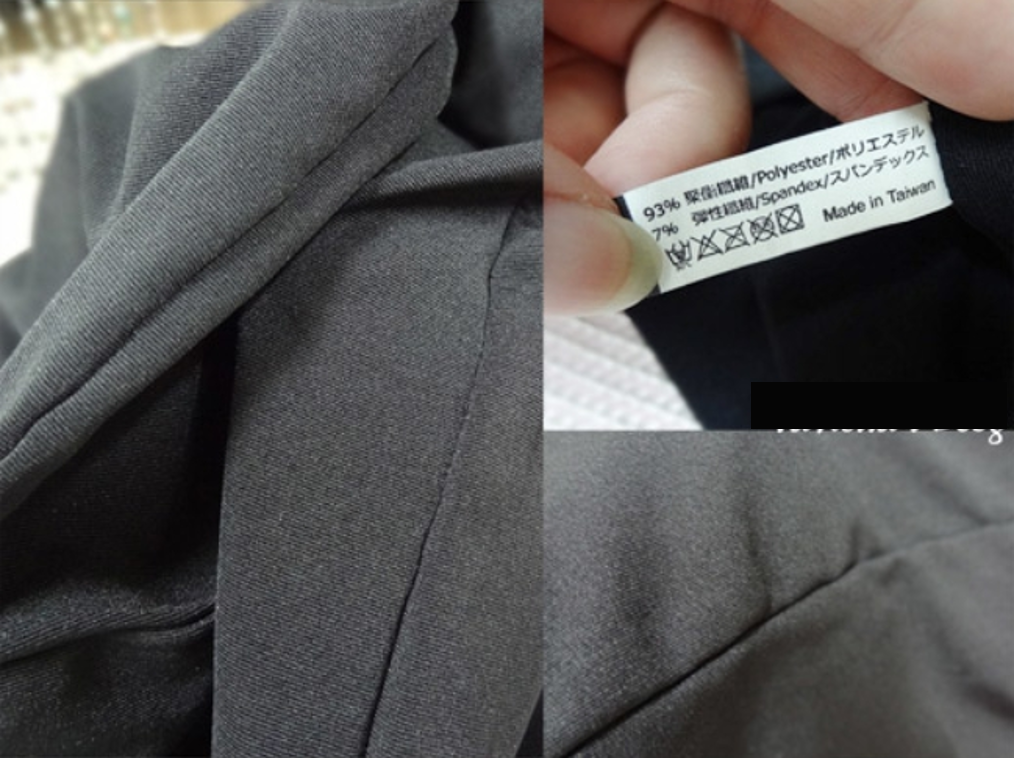 93% 聚酯纖維/Polyester/ポリエステル
7% 彈性纖維/Spandex/スパンデックス
Made in Taiwan